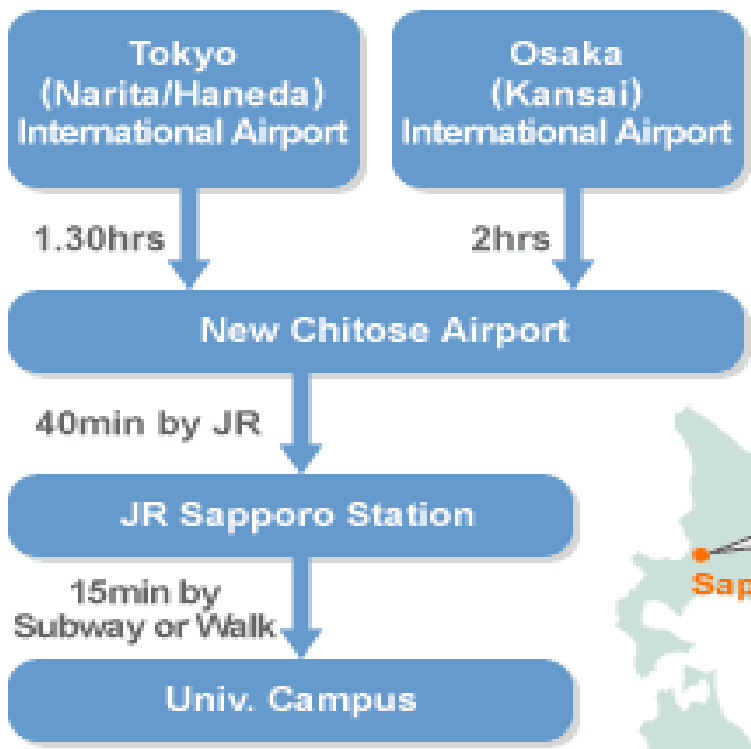 Tokyo
(Narita/Haneda)
International Airport
Osaka
(Kansai)
International Airport
1.30hrs
2hrs
New Chitose Airport
40min by JR
JR Sapporo Station
15min by
Subway or Walk
Sap
Univ. Campus